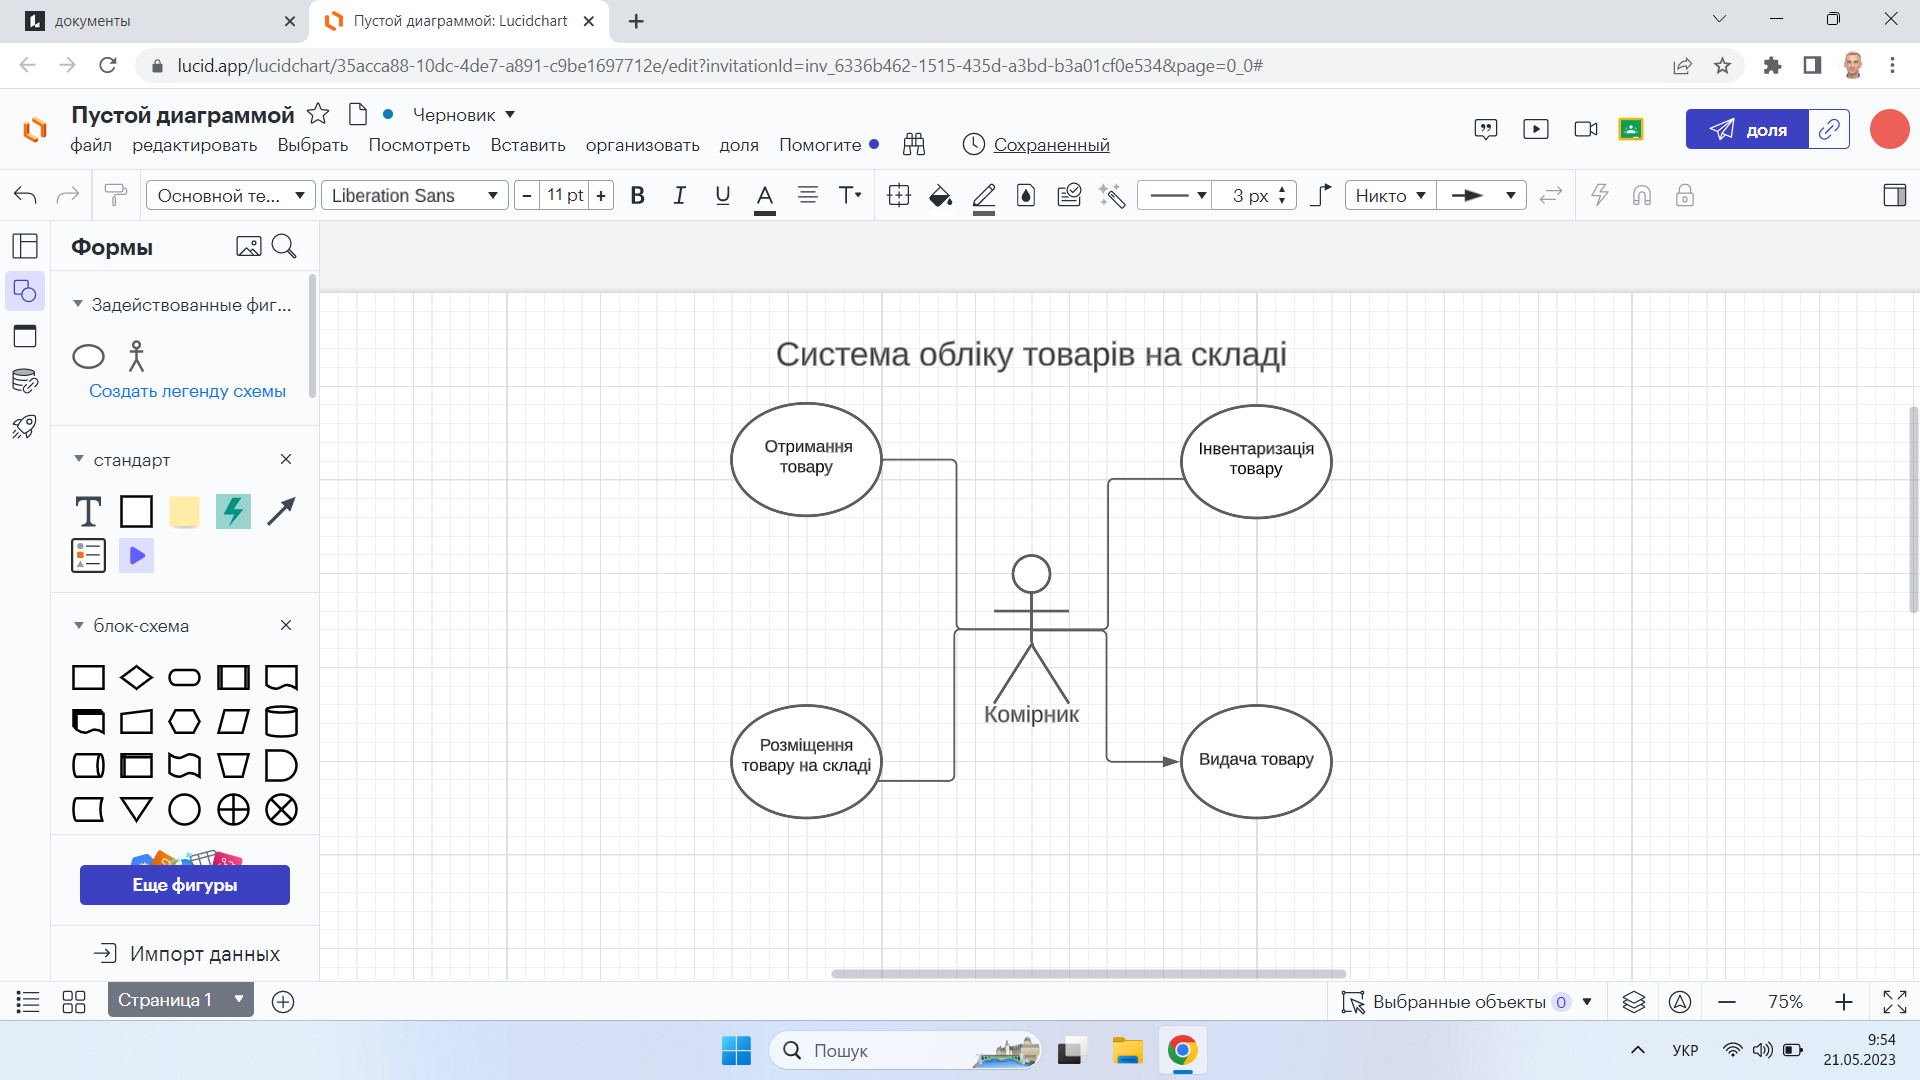 документы
Пустой диаграммой: Lucidchart
lucid.app/lucidchart/35acca88-10dc-4de7-a891-c9be1697712e/edit?invitationId=inv_6336b462-1515-435d-a3bd-b3a01cf0e534&page=0_0#
Пустой диаграммой
Черновик
файл редактировать Выбрать Посмотреть Вставить организовать доля Помогите Сохраненный
доля
Основной те... Liberation Sans 11 pt 3 px Никто
Формы
Задействованные фиг...
Создать легенду схемы
стандарт
блок-схема
Еще фигуры
Импорт данных
Система обліку товарів на складі
Отримання
товару
Інвентаризація
товару
Комірник
Розміщення
товару на складі
Видача товару
Страница 1
Выбранные объекты 0
75%
Пошук
УКР
9:54
21.05.2023